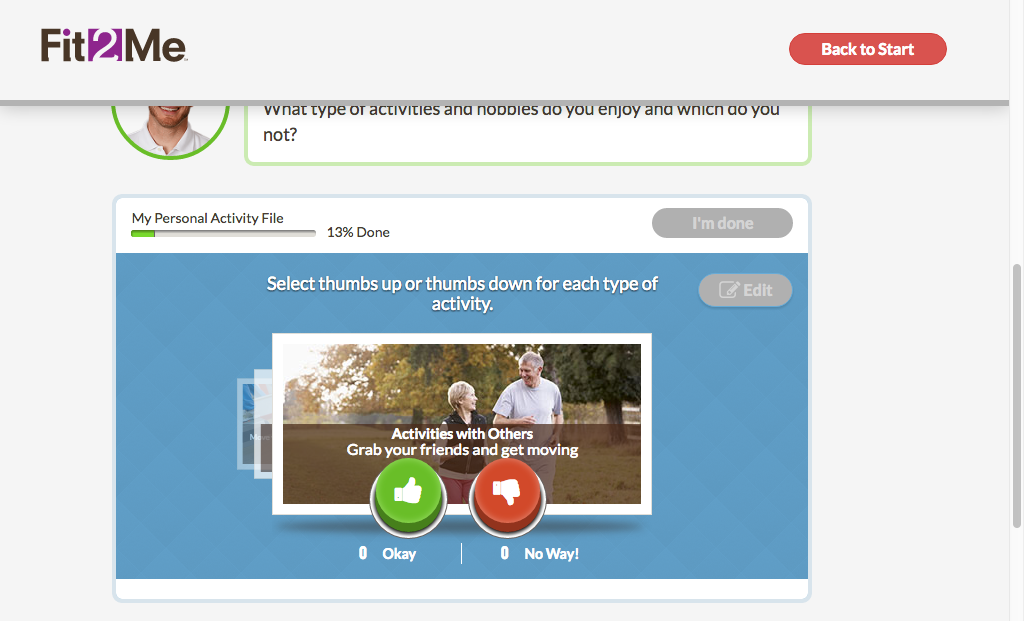 Fit2Me
Back to Start
What type of activities and hobbies do you enjoy and which do you
not?
My Personal Activity File
13% Done
I'm done
Select thumbs up or thumbs down for each type of
activity.
Edit
Move
Activities with Others
Grab your friends and get moving
0 Okay
0 No Way!